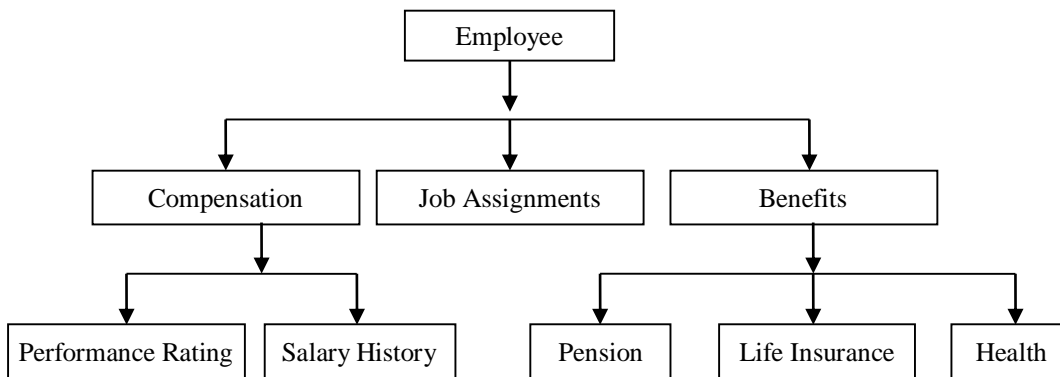 Employee
Compensation
Job Assignments
Benefits
Performance Rating
Salary History
Pension
Life Insurance
Health